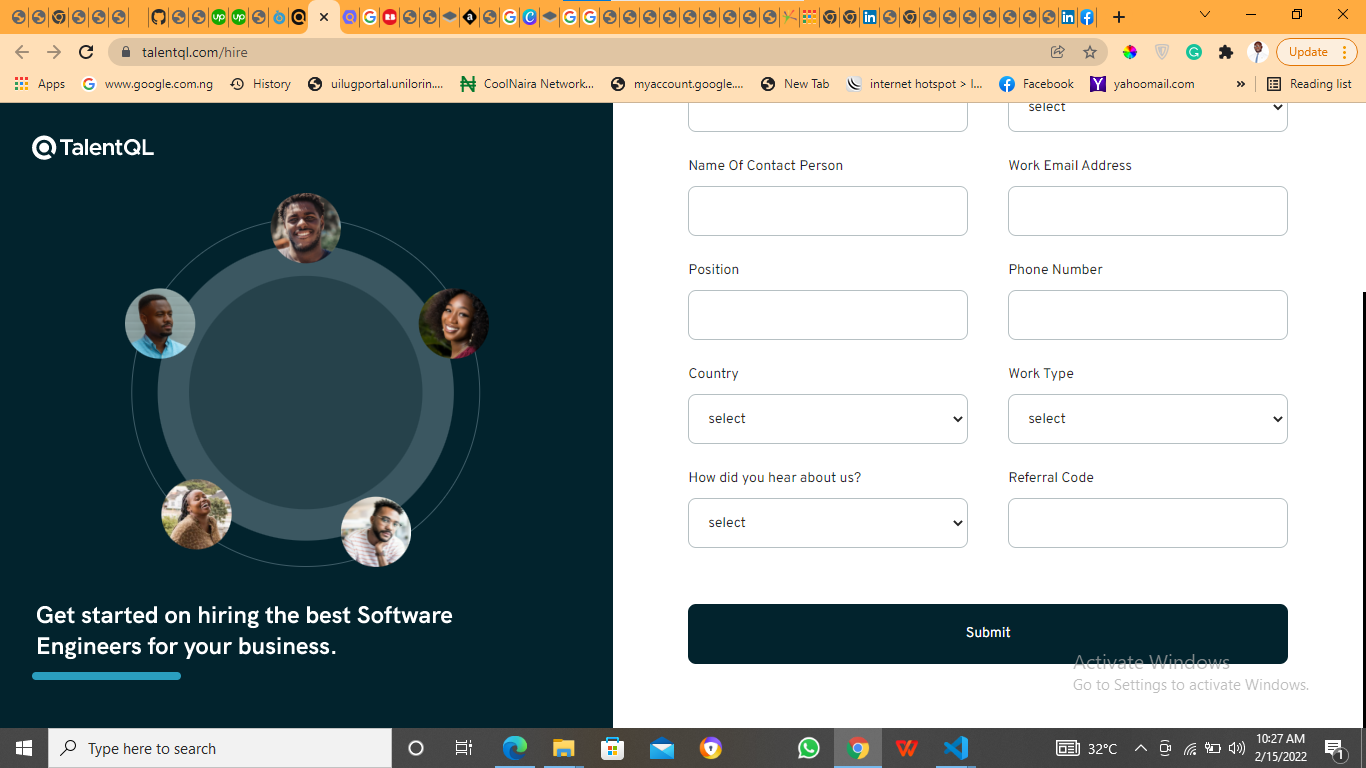 talentql.com/hire
Update
Apps
www.google.com.ng
History
uilugportal.unilorin....
CoolNaira Network...
myaccount.google....
New Tab
internet hotspot > l...
Facebook
yahoomail.com
»
Reading list
TalentQL
Get started on hiring the best Software
Engineers for your business.
select
Name Of Contact Person
Work Email Address
Position
Phone Number
Country
Work Type
select
select
How did you hear about us?
Referral Code
select
Submit
Activate Windows
Go to Settings to activate Windows.
Type here to search
32°C
10:27 AM
2/15/2022
1